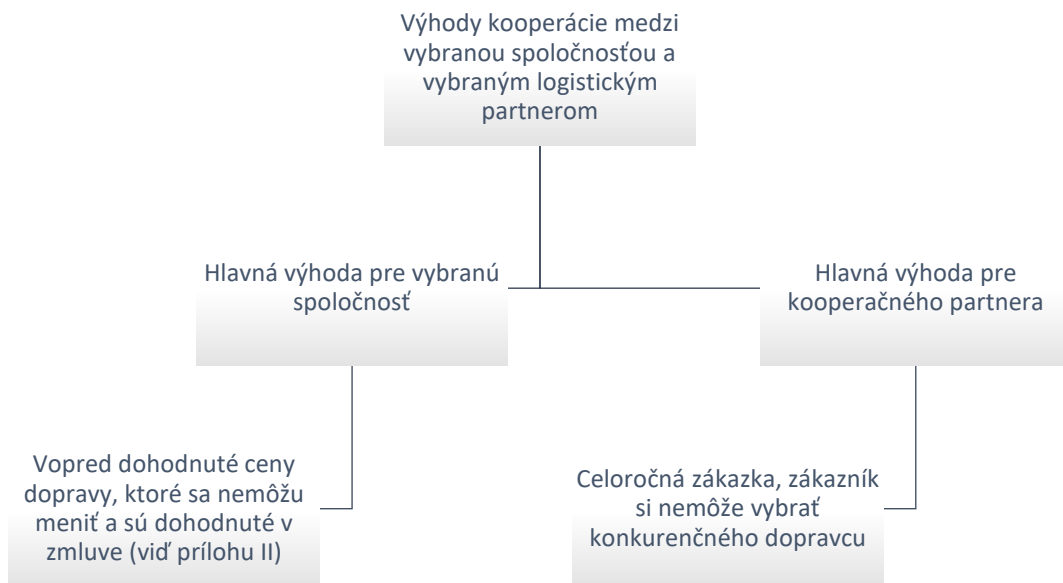 Výhody kooperácie medzi
vybranou spoločnosťou a
vybraným logistickým
partnerom
Hlavná výhoda pre vybranú
spoločnosť
Hlavná výhoda pre
kooperačného partnera
Vopred dohodnuté ceny
dopravy, ktoré sa nemôžu
meniť a sú dohodnuté v
zmluve (viď prílohu II)
Celoročná zákazka, zákazník
si nemôže vybrať
konkurenčného dopravcu